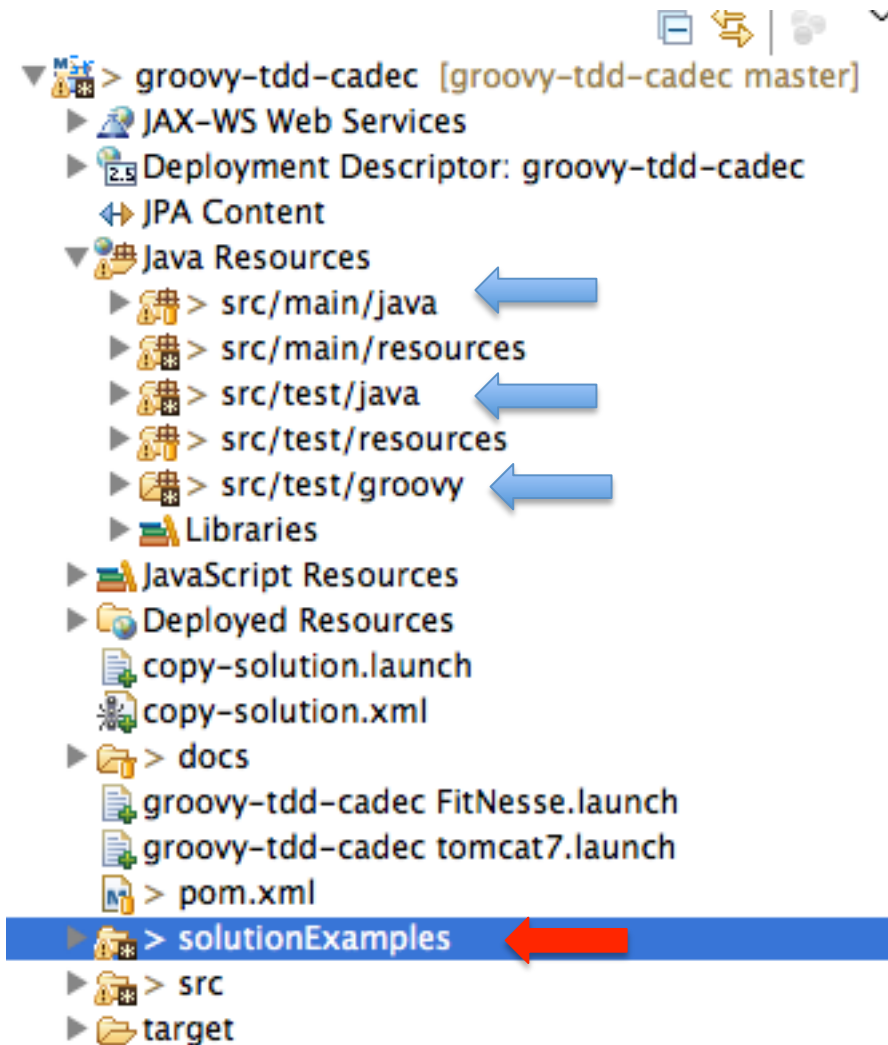 > groovy-tdd-cadec [groovy-tdd-cadec master]
JAX-WS Web Services
2.5 Deployment Descriptor: groovy-tdd-cadec
JPA Content
Java Resources
> src/main/java
> src/main/resources
> src/test/java
> src/test/resources
> src/test/groovy
Libraries
JavaScript Resources
Deployed Resources
copy-solution.launch
copy-solution.xml
> docs
groovy-tdd-cadec FitNesse.launch
groovy-tdd-cadec tomcat7.launch
> pom.xml
> solutionExamples
> src
target